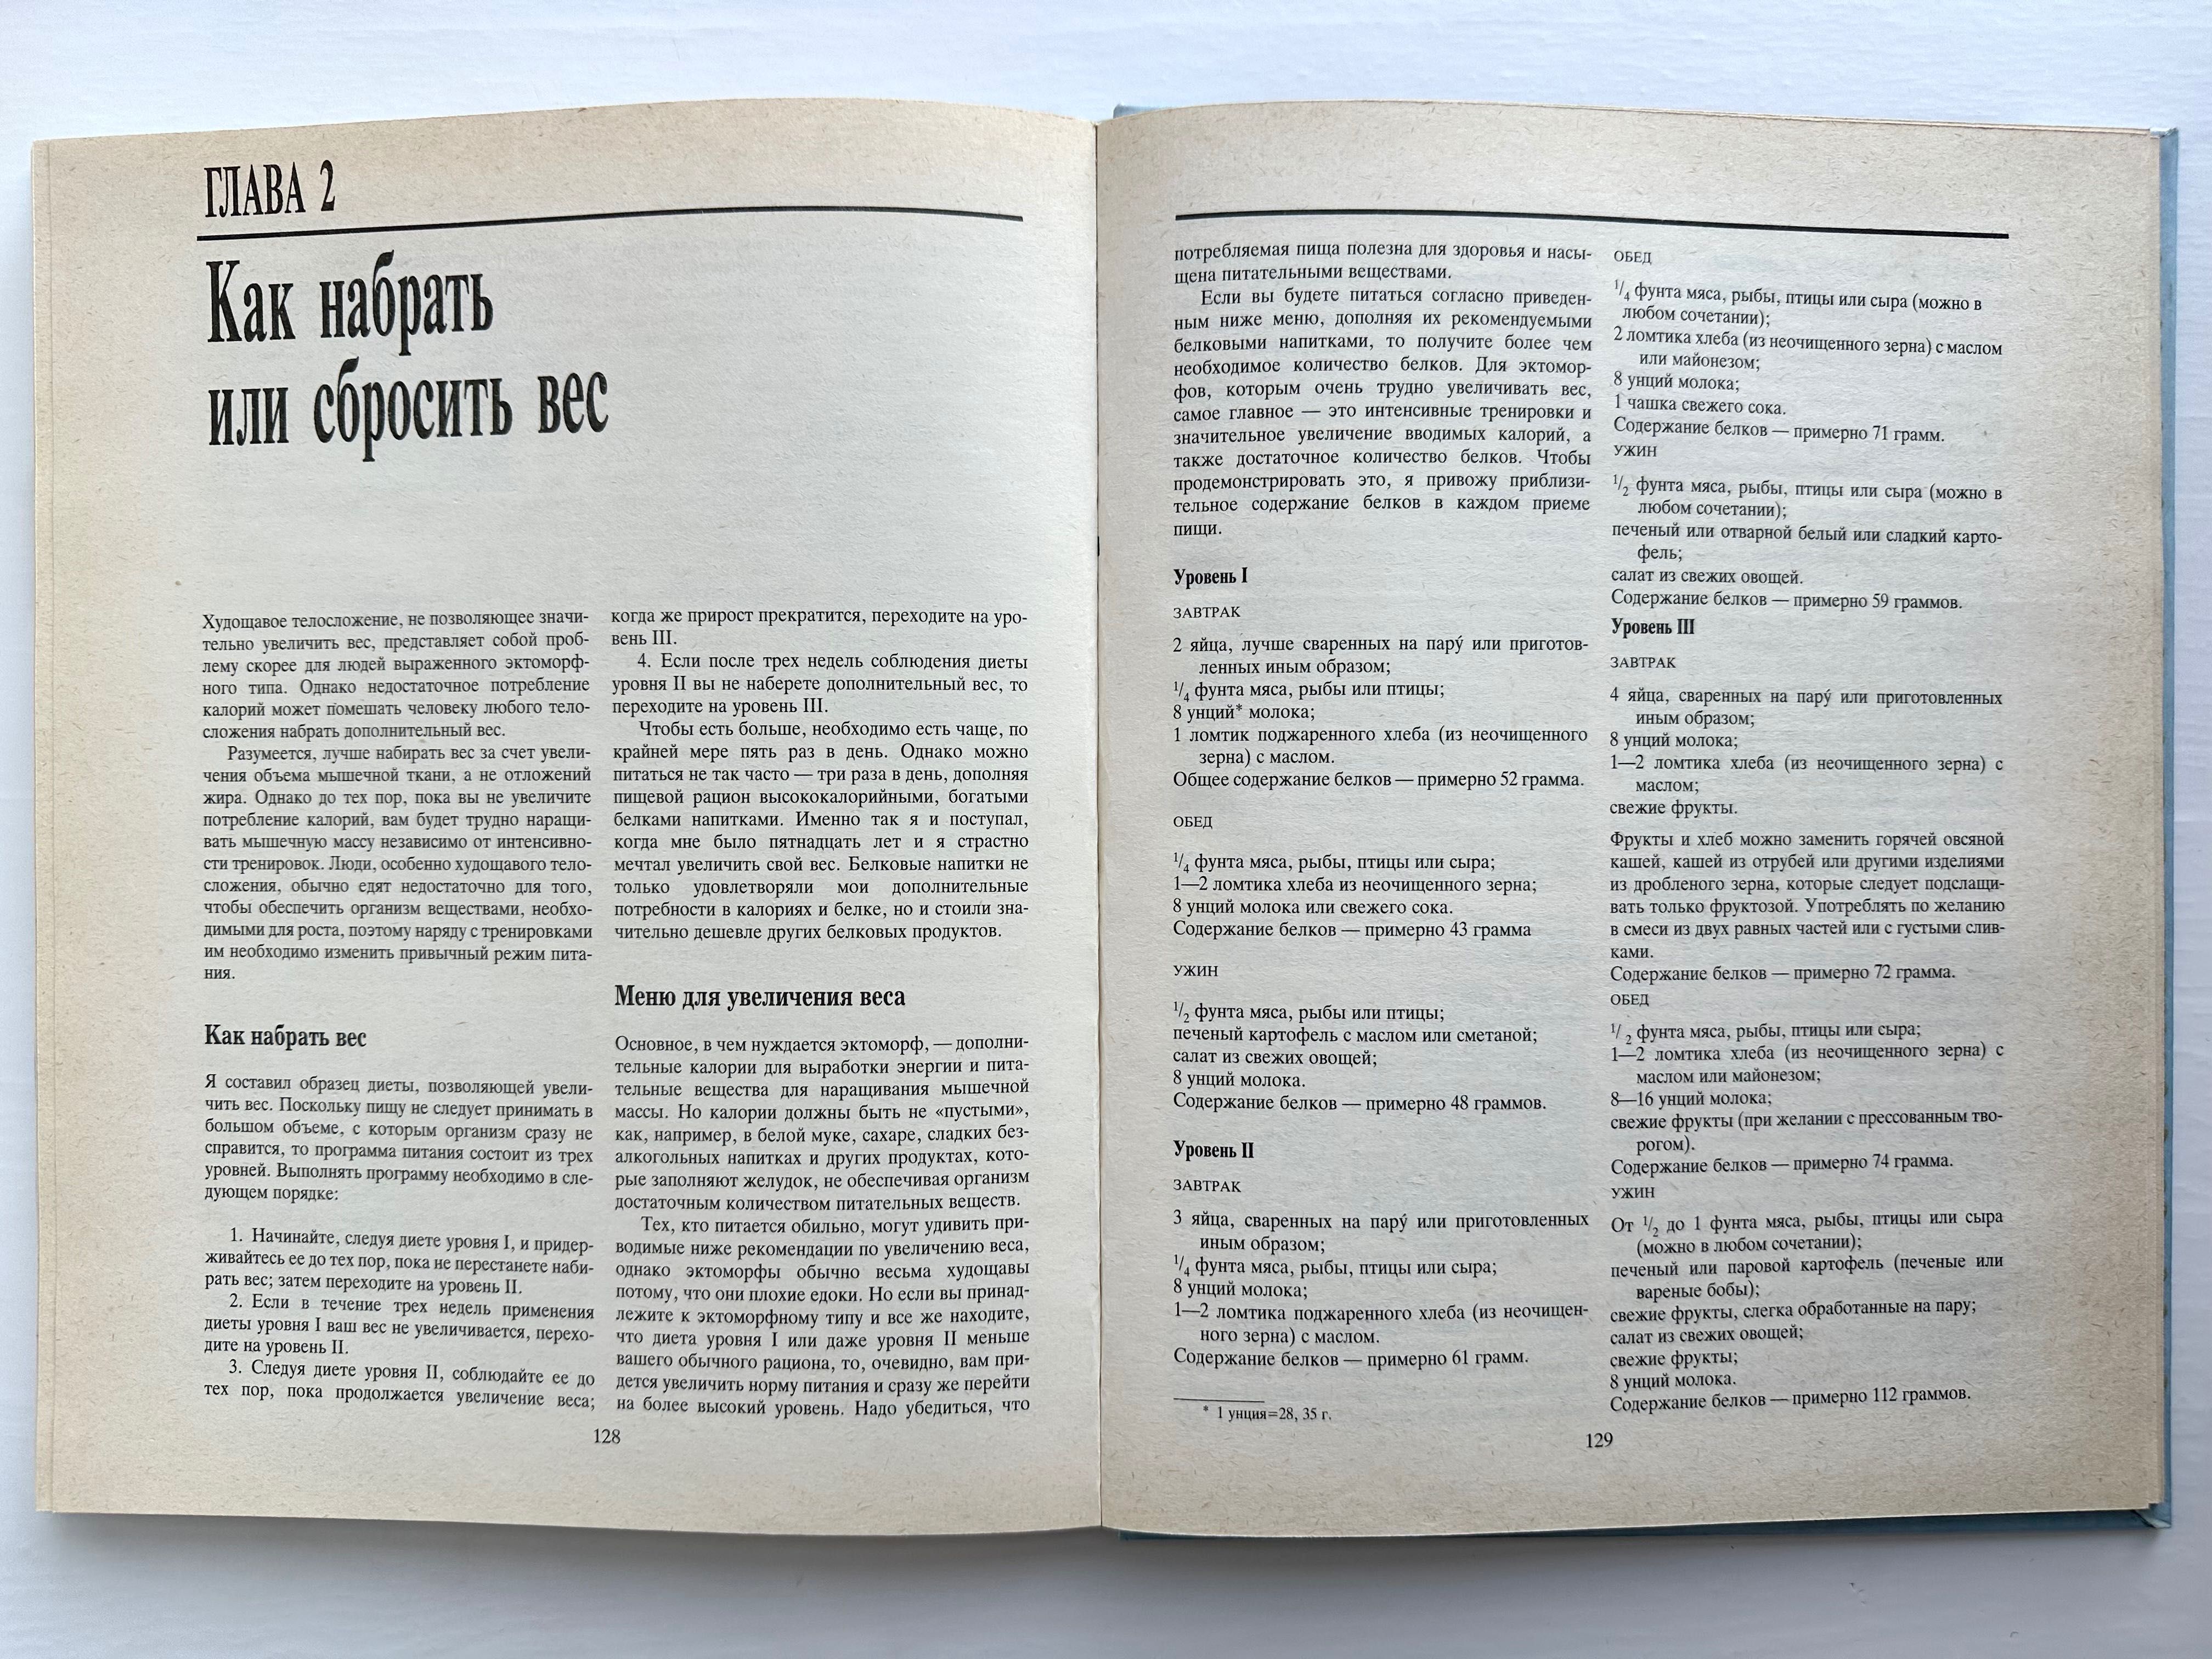 ГЛАВА 2
Как набрать
или сбросить вес
Худощавое телосложение, не позволяющее значи-
тельно увеличить вес, представляет собой проб-
лему скорее для людей выраженного эктоморф-
ного типа. Однако недостаточное потребление
калорий может помешать человеку любого тело-
сложения набрать дополнительный вес.
Разумеется, лучше набирать вес за счет увели-
чения объема мышечной ткани, а не отложений
жира. Однако до тех пор, пока вы не увеличите
потребление калорий, вам будет трудно наращи-
вать мышечную массу независимо от интенсивно-
сти тренировок. Люди, особенно худощавого тело-
сложения, обычно едят недостаточно для того,
чтобы обеспечить организм веществами, необхо-
димыми для роста, поэтому наряду с тренировками
им необходимо изменить привычный режим пита-
ния.
Как набрать вес
Я составил образец диеты, позволяющей увели-
чить вес. Поскольку пищу не следует принимать в
большом объеме, с которым организм сразу не
справится, то программа питания состоит из трех
уровней. Выполнять программу необходимо в сле-
дующем порядке:
1. Начинайте, следуя диете уровня I, и придер-
живайтесь ее до тех пор, пока не перестанете наби-
рать вес; затем переходите на уровень II.
2. Если в течение трех недель применения
диеты уровня I ваш вес не увеличивается, перехо-
дите на уровень II.
3. Следуя диете уровня II, соблюдайте ее до
тех пор, пока продолжается увеличение веса;
когда же прирост прекратится, переходите на уро-
вень III.
4. Если после трех недель соблюдения диеты
уровня II вы не наберете дополнительный вес, то
переходите на уровень III.
Чтобы есть больше, необходимо есть чаще, по
крайней мере пять раз в день. Однако можно
питаться не так часто — три раза в день, дополняя
пищевой рацион высококалорийными, богатыми
белками напитками. Именно так я и поступал,
когда мне было пятнадцать лет и я страстно
мечтал увеличить свой вес. Белковые напитки не
только удовлетворяли мои дополнительные
потребности в калориях и белке, но и стоили зна-
чительно дешевле других белковых продуктов.
Меню для увеличения веса
Основное, в чем нуждается эктоморф, — дополни-
тельные калории для выработки энергии и пита-
тельные вещества для наращивания мышечной
массы. Но калории должны быть не «пустыми»,
как, например, в белой муке, сахаре, сладких без-
алкогольных напитках и других продуктах, кото-
рые заполняют желудок, не обеспечивая организм
достаточным количеством питательных веществ.
Тех, кто питается обильно, могут удивить при-
водимые ниже рекомендации по увеличению веса,
однако эктоморфы обычно весьма худощавы
потому, что они плохие едоки. Но если вы принад-
лежите к эктоморфному типу и все же находите,
что диета уровня I или даже уровня II меньше
вашего обычного рациона, то, очевидно, вам при-
дется увеличить норму питания и сразу же перейти
на более высокий уровень. Надо убедиться, что
128
потребляемая пища полезна для здоровья и насы-
щена питательными веществами.
Если вы будете питаться согласно приведен-
ным ниже меню, дополняя их рекомендуемыми
белковыми напитками, то получите более чем
необходимое количество белков. Для эктомор-
фов, которым очень трудно увеличивать вес,
самое главное — это интенсивные тренировки и
значительное увеличение вводимых калорий, а
также достаточное количество белков. Чтобы
продемонстрировать это, я привожу приблизи-
тельное содержание белков в каждом приеме
пищи.
Уровень I
ЗАВТРАК
2 яйца, лучше сваренных на пару́ или приготов-
ленных иным образом;
1/4 фунта мяса, рыбы или птицы;
8 унций* молока;
1 ломтик поджаренного хлеба (из неочищенного
зерна) с маслом.
Общее содержание белков — примерно 52 грамма.
ОБЕД
1/4 фунта мяса, рыбы, птицы или сыра;
1—2 ломтика хлеба из неочищенного зерна;
8 унций молока или свежего сока.
Содержание белков — примерно 43 грамма
УЖИН
1/2 фунта мяса, рыбы или птицы;
печеный картофель с маслом или сметаной;
салат из свежих овощей;
8 унций молока.
Содержание белков — примерно 48 граммов.
Уровень II
ЗАВТРАК
3 яйца, сваренных на пару́ или приготовленных
иным образом;
1/4 фунта мяса, рыбы, птицы или сыра;
8 унций молока;
1—2 ломтика поджаренного хлеба (из неочищен-
ного зерна) с маслом.
Содержание белков — примерно 61 грамм.
* 1 унция=28, 35 г.
ОБЕД
1/4 фунта мяса, рыбы, птицы или сыра (можно в
любом сочетании);
2 ломтика хлеба (из неочищенного зерна) с маслом
или майонезом;
8 унций молока;
1 чашка свежего сока.
Содержание белков — примерно 71 грамм.
УЖИН
1/2 фунта мяса, рыбы, птицы или сыра (можно в
любом сочетании);
печеный или отварной белый или сладкий карто-
фель;
салат из свежих овощей.
Содержание белков — примерно 59 граммов.
Уровень III
ЗАВТРАК
4 яйца, сваренных на пару́ или приготовленных
иным образом;
8 унций молока;
1—2 ломтика хлеба (из неочищенного зерна) с
маслом;
свежие фрукты.
Фрукты и хлеб можно заменить горячей овсяной
кашей, кашей из отрубей или другими изделиями
из дробленого зерна, которые следует подслащи-
вать только фруктозой. Употреблять по желанию
в смеси из двух равных частей или с густыми слив-
ками.
Содержание белков — примерно 72 грамма.
ОБЕД
1/2 фунта мяса, рыбы, птицы или сыра;
1—2 ломтика хлеба (из неочищенного зерна) с
маслом или майонезом;
8—16 унций молока;
свежие фрукты (при желании с прессованным тво-
рогом).
Содержание белков — примерно 74 грамма.
УЖИН
От 1/2 до 1 фунта мяса, рыбы, птицы или сыра
(можно в любом сочетании);
печеный или паровой картофель (печеные или
вареные бобы);
свежие фрукты, слегка обработанные на пару;
салат из свежих овощей;
свежие фрукты;
8 унций молока.
Содержание белков — примерно 112 граммов.
129